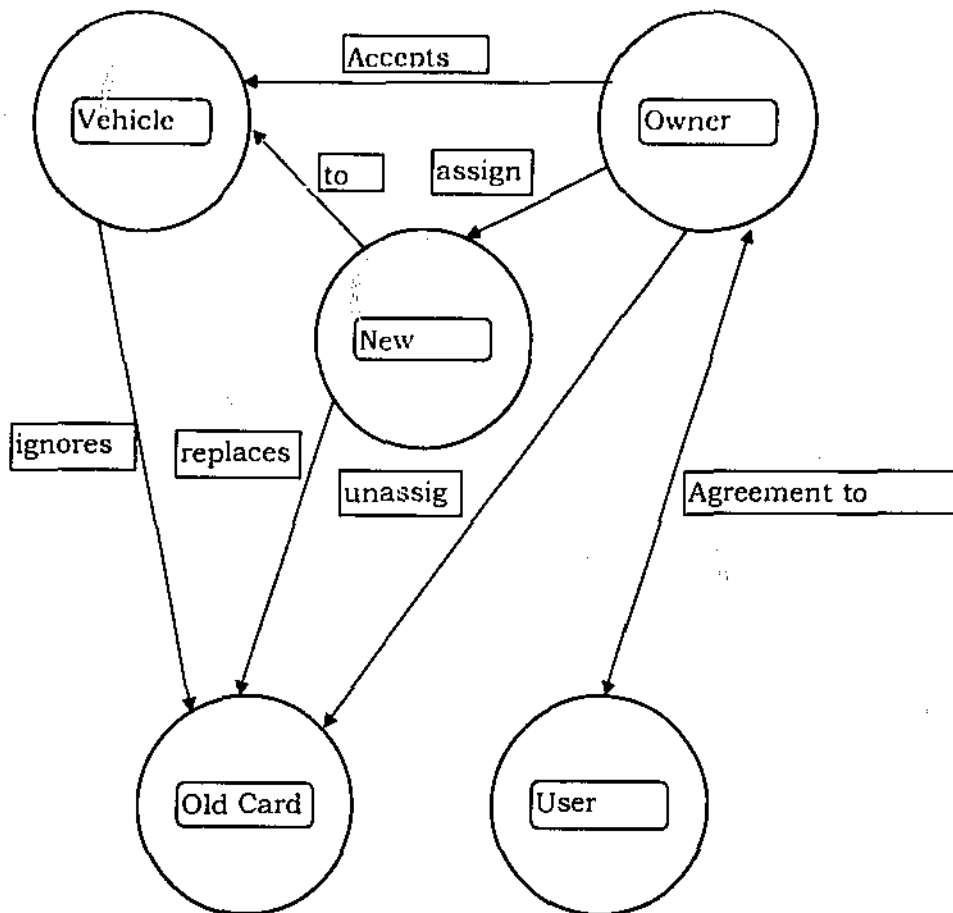 Accepts
Vehicle
Owner
to
assign
New
ignores
replaces
unassig
Agreement to
Old Card
User